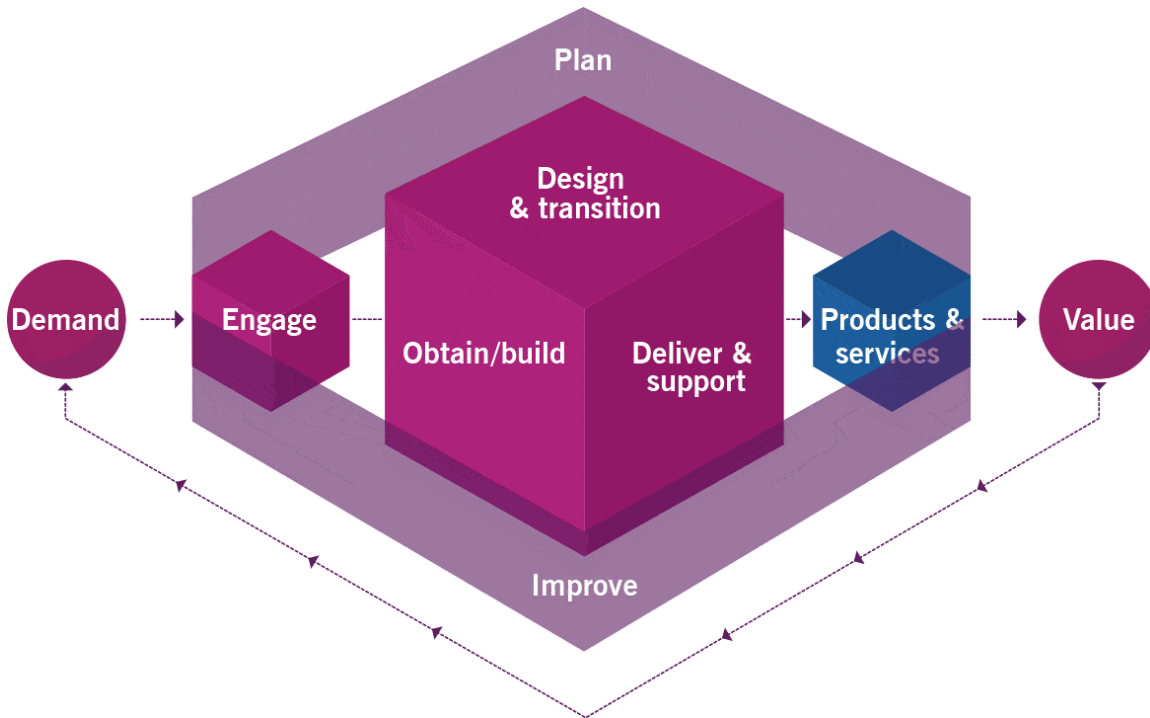 Plan
Design
& transition
Demand
Engage
Obtain/build
Deliver &
support
Products &
services
Value
Improve